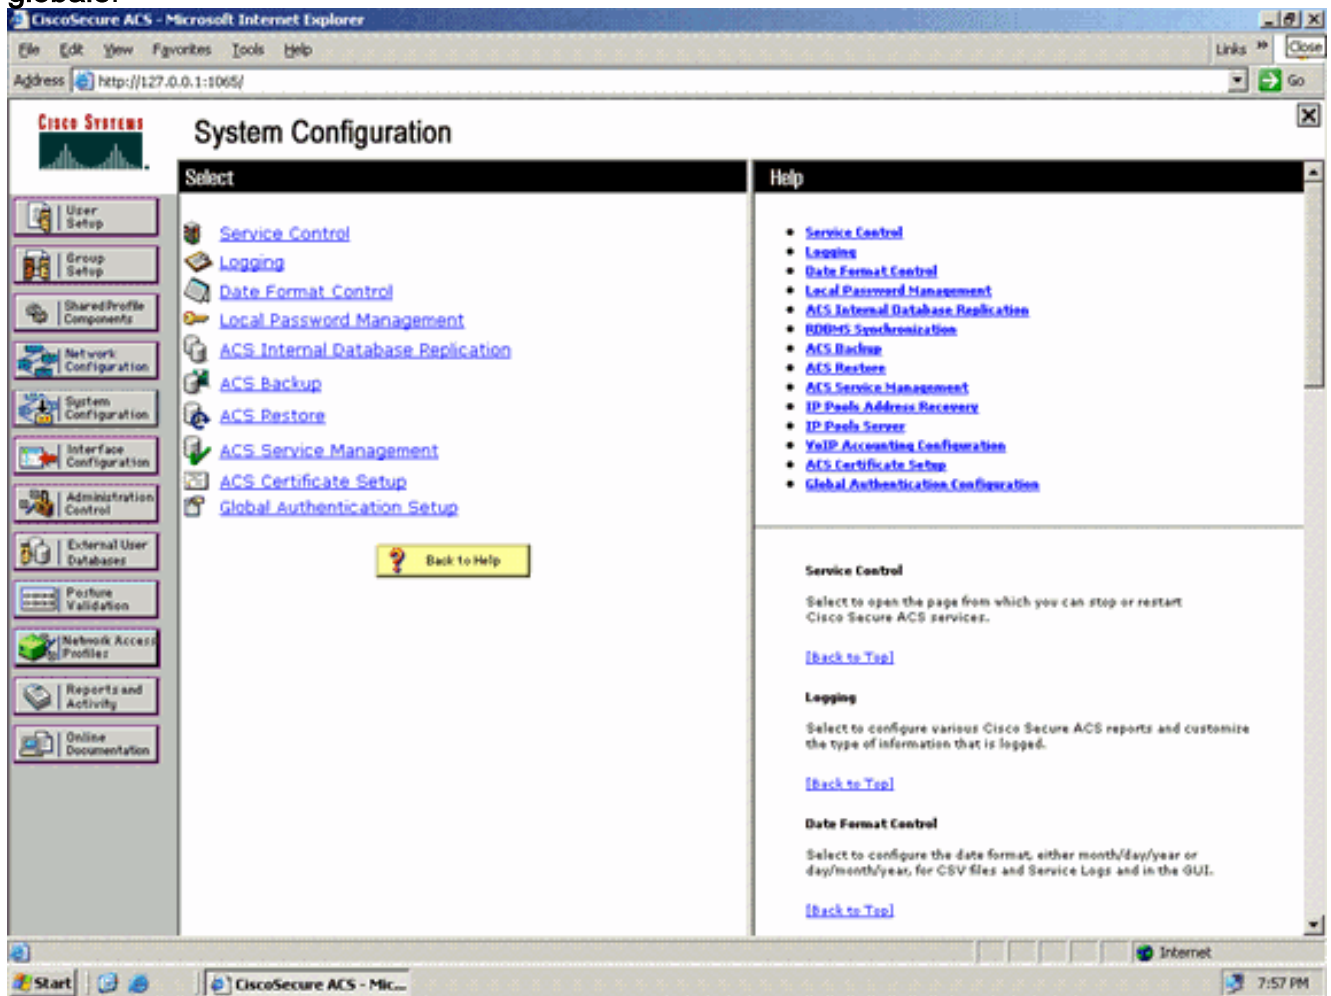 CiscoSecure ACS - Microsoft Internet Explorer
File Edit View Favorites Tools Help
Links »
Close
Address http://127.0.0.1:1065/
Go
CISCO SYSTEMS
System Configuration
Select
User Setup
Group Setup
Shared Profile Components
Network Configuration
System Configuration
Interface Configuration
Administration Control
External User Databases
Posture Validation
Network Access Profiles
Reports and Activity
Online Documentation
Service Control
Logging
Date Format Control
Local Password Management
ACS Internal Database Replication
ACS Backup
ACS Restore
ACS Service Management
ACS Certificate Setup
Global Authentication Setup
Back to Help
Help
Service Control
Logging
Date Format Control
Local Password Management
ACS Internal Database Replication
RDBMS Synchronization
ACS Backup
ACS Restore
ACS Service Management
IP Pools Address Recovery
IP Pools Server
VoIP Accounting Configuration
ACS Certificate Setup
Global Authentication Configuration
Service Control
Select to open the page from which you can stop or restart
Cisco Secure ACS services.
[Back to Top]
Logging
Select to configure various Cisco Secure ACS reports and customize
the type of information that is logged.
[Back to Top]
Date Format Control
Select to configure the date format, either month/day/year or
day/month/year, for CSV files and Service Logs and in the GUI.
[Back to Top]
Internet
Start
CiscoSecure ACS - Mic...
7:57 PM